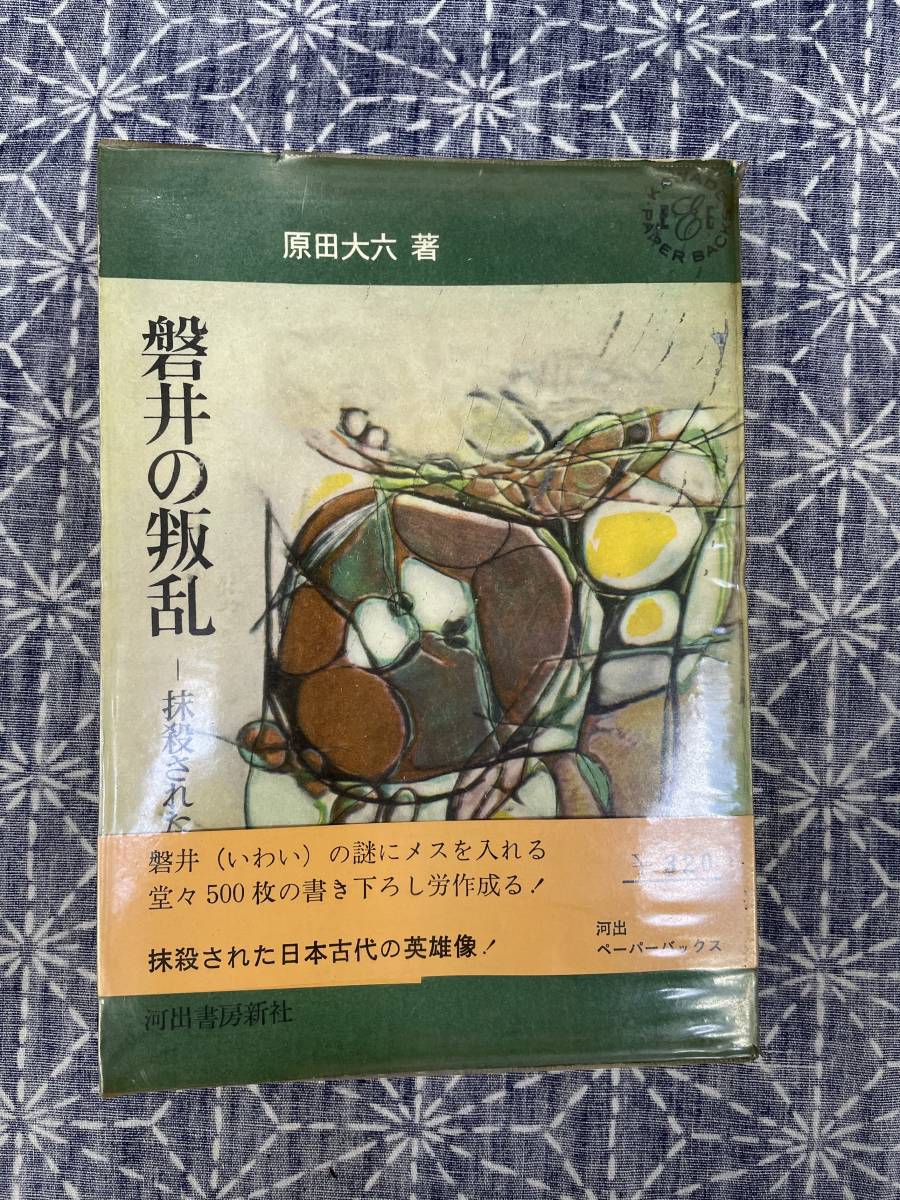 KAWADE PAPER BACKS
原田大六 著
磐井の叛乱
―抹殺された
磐井（いわい）の謎にメスを入れる
堂々500枚の書き下ろし労作成る！
抹殺された日本古代の英雄像！
¥320
河出
ペーパーバックス
河出書房新社